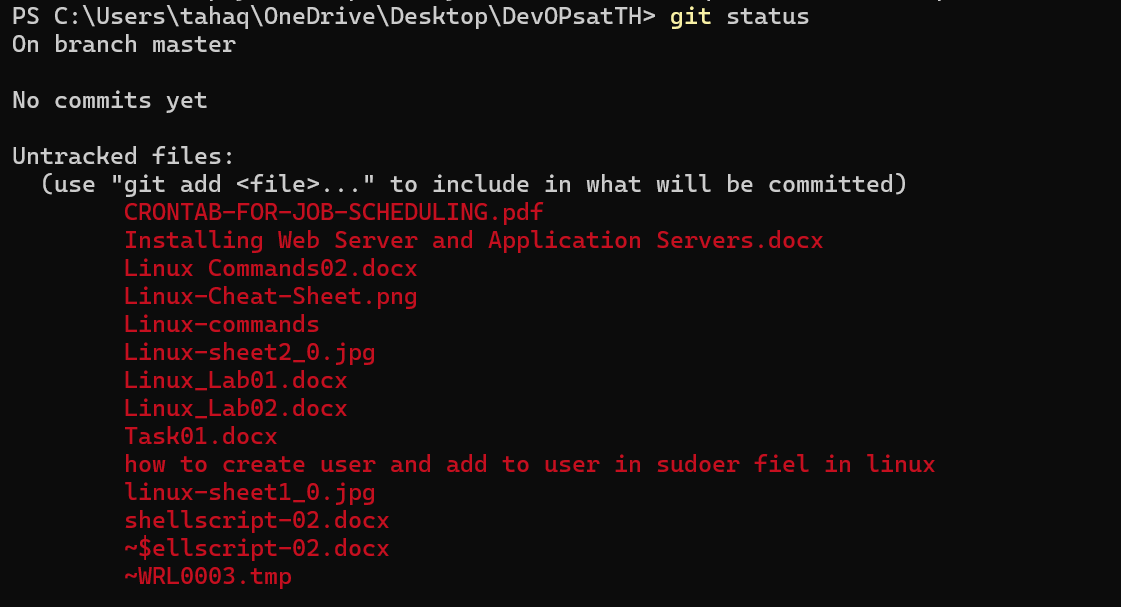 PS C:\Users\tahaq\OneDrive\Desktop\DevOPsatTH> git status
On branch master
No commits yet
Untracked files:
(use "git add <file>..." to include in what will be committed)
CRONTAB-FOR-JOB-SCHEDULING.pdf
Installing Web Server and Application Servers.docx
Linux Commands02.docx
Linux-Cheat-Sheet.png
Linux-commands
Linux-sheet2_0.jpg
Linux_Lab01.docx
Linux_Lab02.docx
Task01.docx
how to create user and add to user in sudoer fiel in linux
linux-sheet1_0.jpg
shellscript-02.docx
~$ellscript-02.docx
~WRL0003.tmp